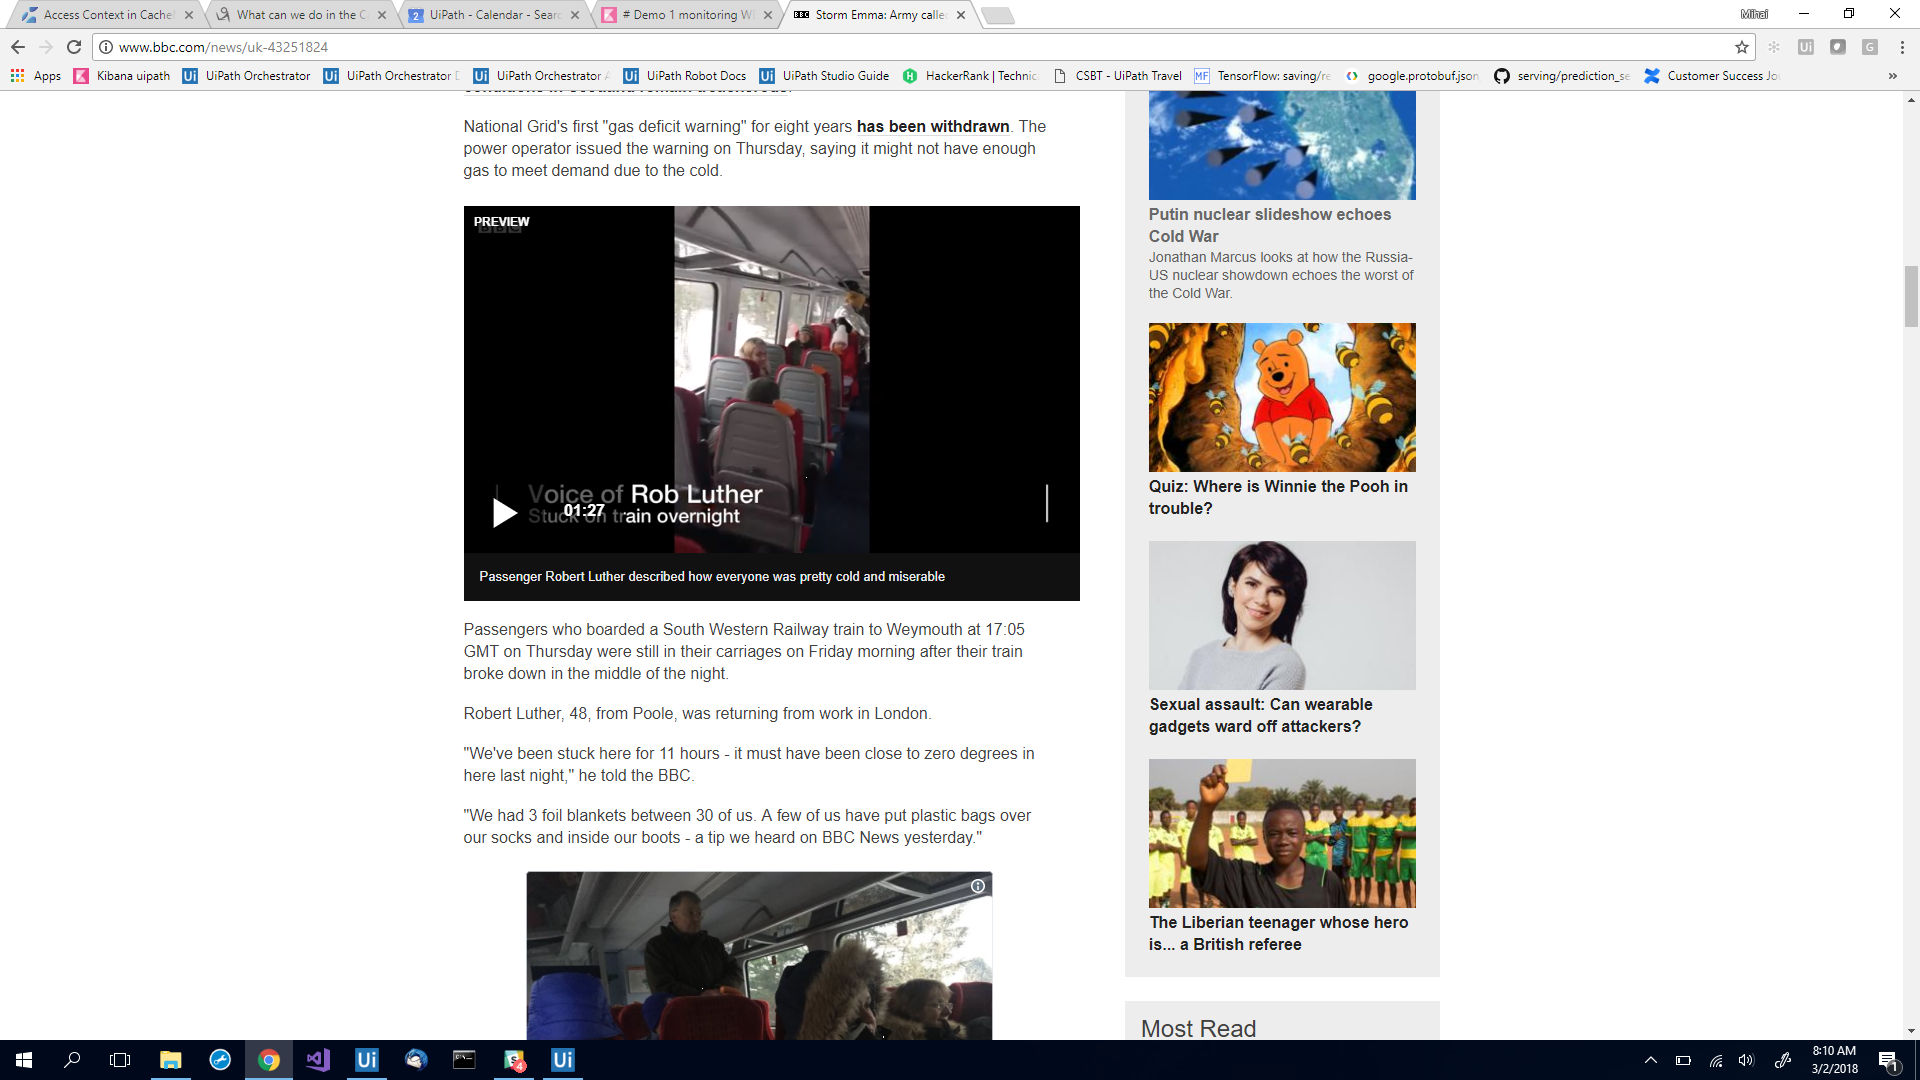 Access Context in Cache
What can we do in the C
UiPath - Calendar - Sear
# Demo 1 monitoring W
BBC
Storm Emma: Army calle
Mihai
www.bbc.com/news/uk-43251824
Apps
Kibana uipath
UiPath Orchestrator
UiPath Orchestrator
UiPath Orchestrator
UiPath Robot Docs
UiPath Studio Guide
HackerRank | Technic
CSBT - UiPath Travel
MF
TensorFlow: saving/re
google.protobuf.json
serving/prediction_se
Customer Success Jo
»
National Grid's first "gas deficit warning" for eight years has been withdrawn. The
power operator issued the warning on Thursday, saying it might not have enough
gas to meet demand due to the cold.
PREVIEW
BBC
Voice of Rob Luther
Stuck on train overnight
01:27
Passenger Robert Luther described how everyone was pretty cold and miserable
Passengers who boarded a South Western Railway train to Weymouth at 17:05
GMT on Thursday were still in their carriages on Friday morning after their train
broke down in the middle of the night.
Robert Luther, 48, from Poole, was returning from work in London.
"We've been stuck here for 11 hours - it must have been close to zero degrees in
here last night," he told the BBC.
"We had 3 foil blankets between 30 of us. A few of us have put plastic bags over
our socks and inside our boots - a tip we heard on BBC News yesterday."
Putin nuclear slideshow echoes
Cold War
Jonathan Marcus looks at how the Russia-
US nuclear showdown echoes the worst of
the Cold War.
Quiz: Where is Winnie the Pooh in
trouble?
Sexual assault: Can wearable
gadgets ward off attackers?
The Liberian teenager whose hero
is... a British referee
Most Read
8:10 AM
3/2/2018